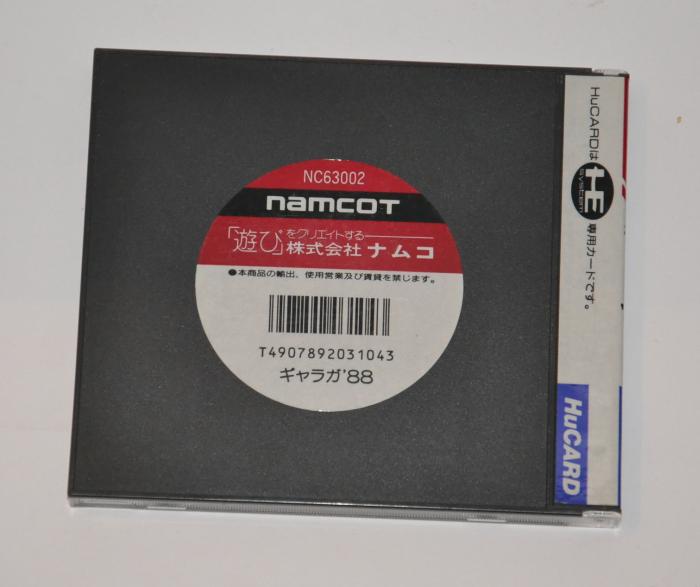 NC63002
namcot
「遊び」をクリエイトする
株式会社 ナムコ
●本商品の輸出、使用営業及び賃貸を禁じます。
T4907892031043
ギャラガ'88
HuCARDは HE SYSTEM 専用カードです。
HuCARD